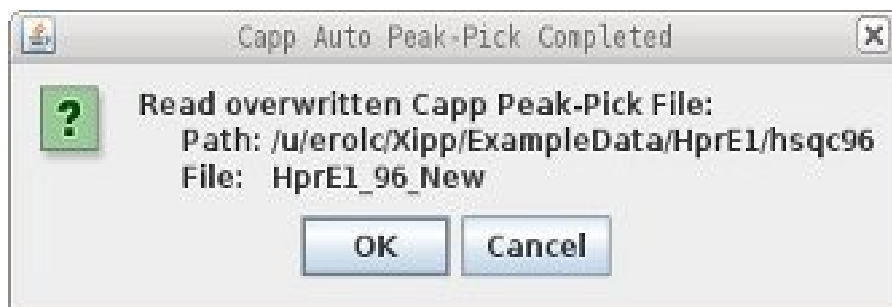 Capp Auto Peak-Pick Completed
Read overwritten Capp Peak-Pick File:
Path: /u/erolc/Xipp/ExampleData/HprE1/hsqc96
File: HprE1_96_New
OK Cancel